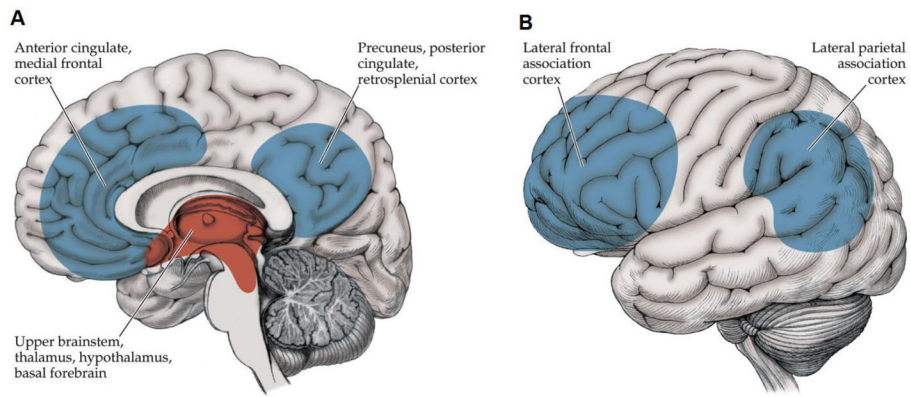 A
Anterior cingulate,
medial frontal
cortex
Precuneus, posterior
cingulate,
retrosplenial cortex
Upper brainstem,
thalamus, hypothalamus,
basal forebrain
B
Lateral frontal
association
cortex
Lateral parietal
association
cortex